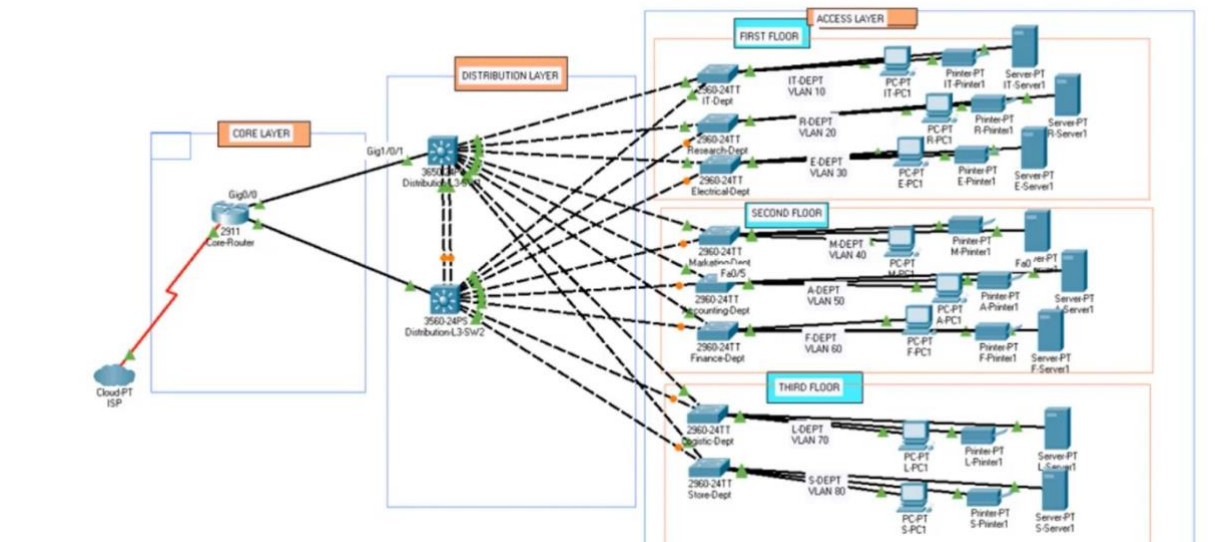 ACCESS LAYER
FIRST FLOOR
DISTRIBUTION LAYER
CORE LAYER
Gig1/0/1
Distribution-L3-
Gig0/0
2911
Core-Router
Cloud-PT
ISP
3560-24PS
Distribution-L3-SW2
2960-24TT
IT-Dept
IT-DEPT
VLAN 10
PC-PT
IT-PC1
Printer-PT
IT-Printer1
Server-PT
IT-Server1
2960-24TT
Research-Dept
R-DEPT
VLAN 20
PC-PT
R-PC1
Printer-PT
R-Printer1
Server-PT
R-Server1
2960-24TT
Electrical-Dept
E-DEPT
VLAN 30
PC-PT
E-PC1
Printer-PT
E-Printer1
Server-PT
E-Server1
SECOND FLOOR
2960-24TT
M-DEPT
VLAN 40
PC-PT
Printer-PT
M-Printer1
Fa0
Fa0/5
2960-24TT
A-DEPT
VLAN 50
PC-PT
A-PC1
Printer-PT
A-Printer1
Server-PT
2960-24TT
Finance-Dept
F-DEPT
VLAN 60
PC-PT
F-PC1
Printer-PT
F-Printer1
Server-PT
F-Server1
THIRD FLOOR
2960-24TT
L-DEPT
VLAN 70
PC-PT
L-PC1
Printer-PT
L-Printer1
Server-PT
2960-24TT
Store-Dept
S-DEPT
VLAN 80
PC-PT
S-PC1
Printer-PT
S-Printer1
Server-PT
S-Server1